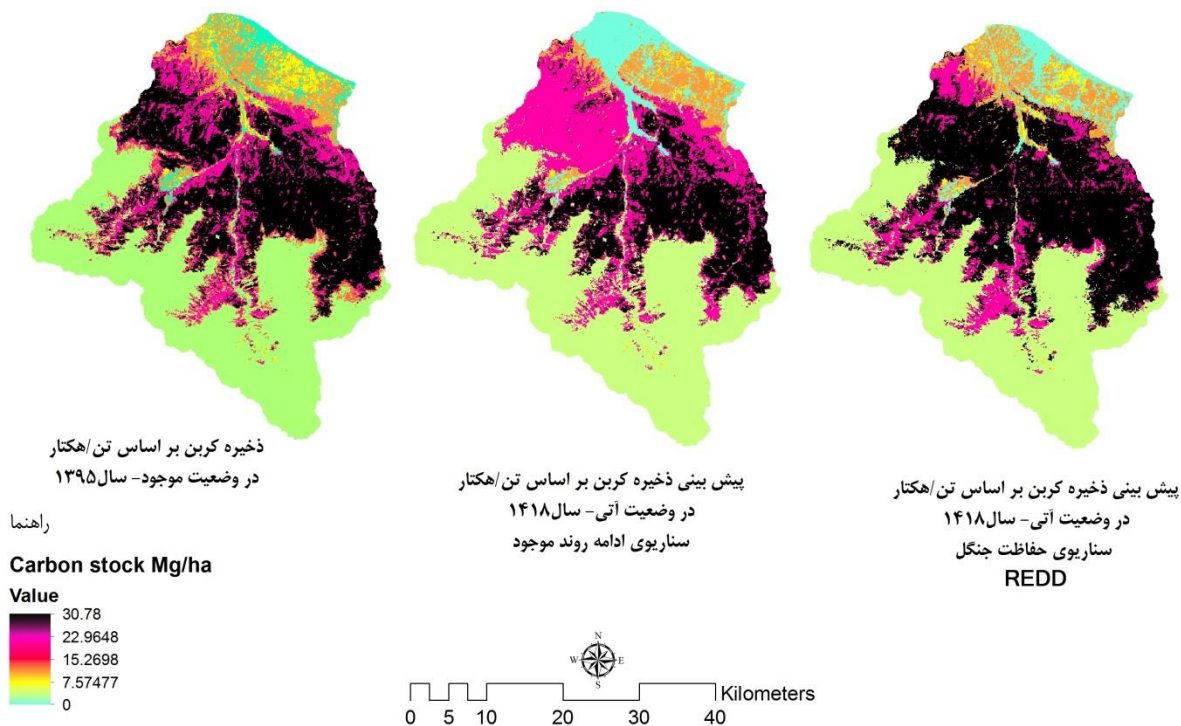 ذخیره کربن بر اساس تن/هکتار
در وضعیت موجود- سال۱۳۹۵
پیش بینی ذخیره کربن بر اساس تن/هکتار
در وضعیت آتی- سال۱۴۱۸
سناریوی ادامه روند موجود
پیش بینی ذخیره کربن بر اساس تن/هکتار
در وضعیت آتی- سال۱۴۱۸
سناریوی حفاظت جنگل
REDD
راهنما
Carbon stock Mg/ha
Value
30.78
22.9648
15.2698
7.57477
0
N
W E
S
Kilometers
0 5 10 20 30 40